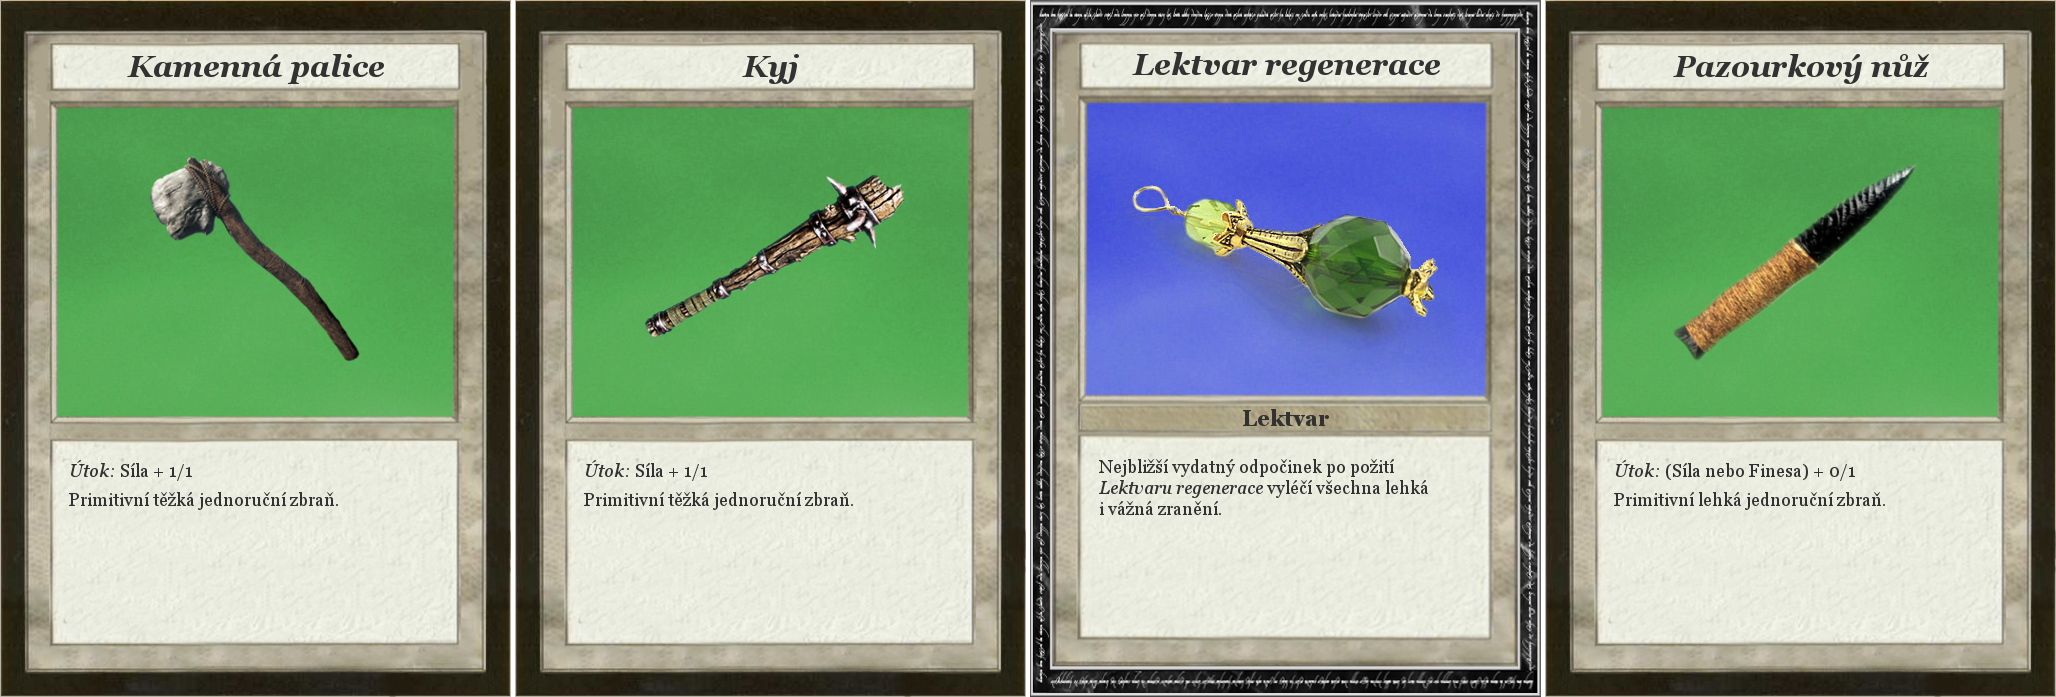 Kamenná palice
Útok: Síla + 1/1
Primitivní těžká jednoruční zbraň.
Kyj
Útok: Síla + 1/1
Primitivní těžká jednoruční zbraň.
Lektvar regenerace
Lektvar
Nejbližší vydatný odpočinek po požití
Lektvaru regenerace vyléčí všechna lehká
i vážná zranění.
Pazourkový nůž
Útok: (Síla nebo Finesa) + 0/1
Primitivní lehká jednoruční zbraň.